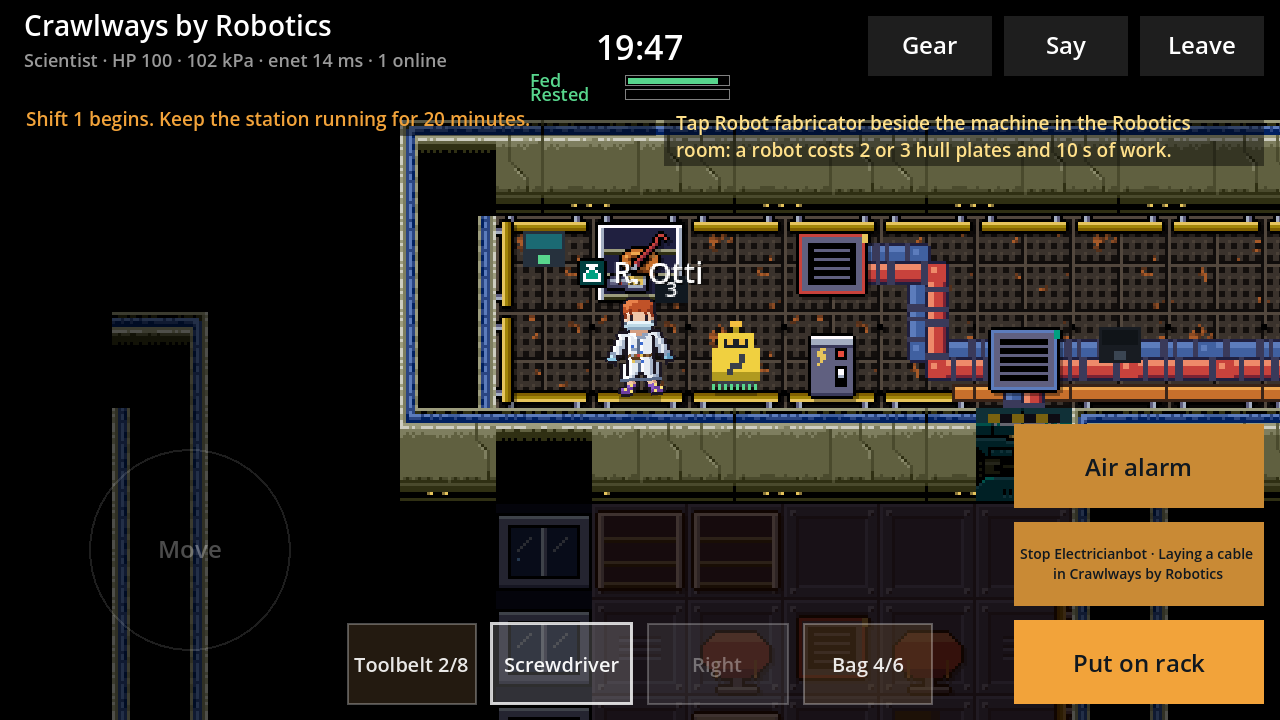 Crawlways by Robotics
Scientist · HP 100 · 102 kPa · enet 14 ms · 1 online
19:47
Fed
Rested
Gear
Say
Leave
Shift 1 begins. Keep the station running for 20 minutes.
Tap Robot fabricator beside the machine in the Robotics
room: a robot costs 2 or 3 hull plates and 10 s of work.
R. Otti
3
Air alarm
Stop Electricianbot · Laying a cable
in Crawlways by Robotics
Move
Toolbelt 2/8
Screwdriver
Right
Bag 4/6
Put on rack